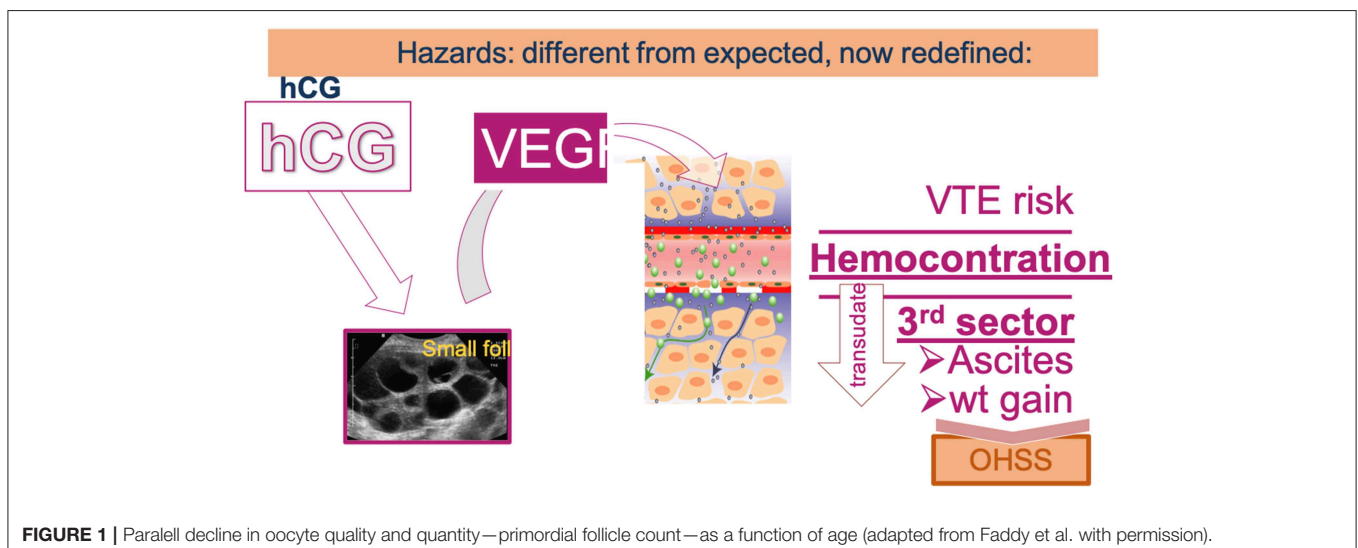 Hazards: different from expected, now redefined:
hCG
hCG
VEGF
VTE risk
Hemocontration
transudate
3rd sector
➢Ascites
➢wt gain
Small foll
OHSS
FIGURE 1 | Paralell decline in oocyte quality and quantity—primordial follicle count—as a function of age (adapted from Faddy et al. with permission).